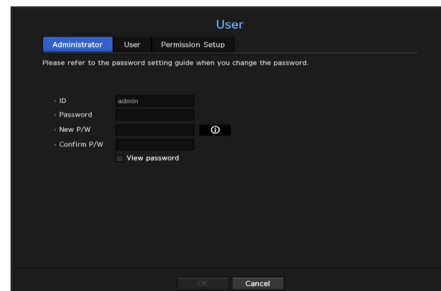 User
Administrator User Permission Setup
Please refer to the password setting guide when you change the password.
· ID admin
· Password
· New P/W
· Confirm P/W
View password
OK Cancel